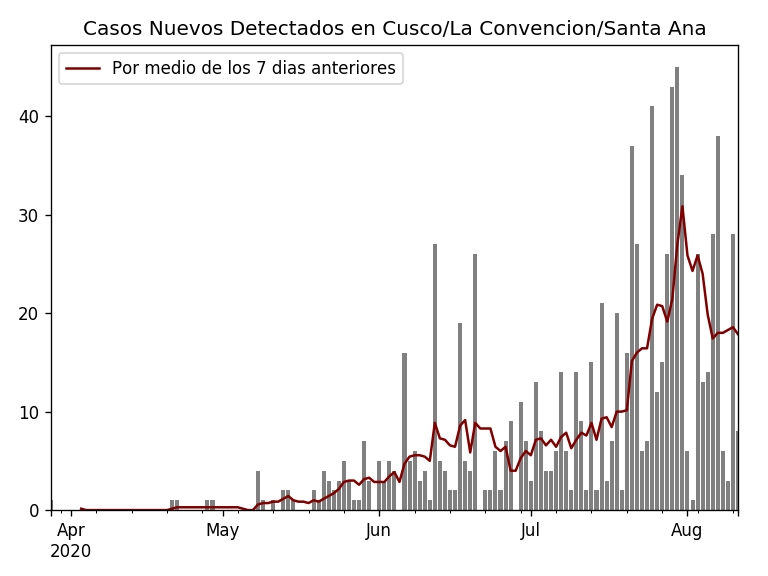 Casos Nuevos Detectados en Cusco/La Convencion/Santa Ana
Por medio de los 7 dias anteriores
40
30
20
10
0
Apr May Jun Jul Aug
2020